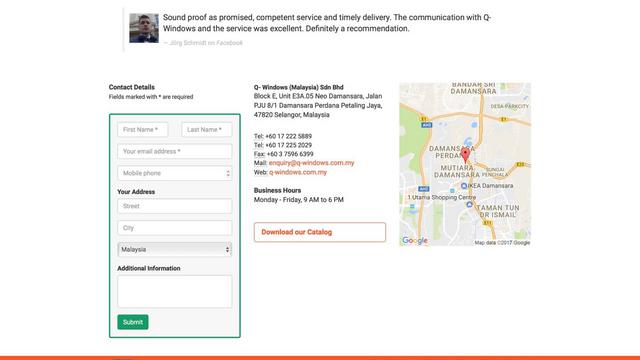 Sound proof as promised, competent service and timely delivery. The communication with Q-
Windows and the service was excellent. Definitely a recommendation.
— Jörg Schmidt on Facebook
Contact Details
Fields marked with * are required
First Name *
Last Name *
Your email address *
Mobile phone
Your Address
Street
City
Malaysia
Additional Information
Submit
Q- Windows (Malaysia) Sdn Bhd
Block E, Unit E3A.05 Neo Damansara, Jalan
PJU 8/1 Damansara Perdana Petaling Jaya,
47820 Selangor, Malaysia
Tel: +60 17 222 5889
Tel: +60 17 225 2029
Fax: +60 3 7596 6399
Mail: enquiry@q-windows.com.my
Web: q-windows.com.my
Business Hours
Monday - Friday, 9 AM to 6 PM
Download our Catalog
BANDAR SRI
DAMANSARA
DESA PARKCITY
DAMANSARA
PERDANA
MUTIARA
DAMANSARA
SUNGAI
PENCHALA
IKEA Damansara
1 Utama Shopping Centre
TAMAN TUN
DR ISMAIL
Google
Map data ©2017 Google